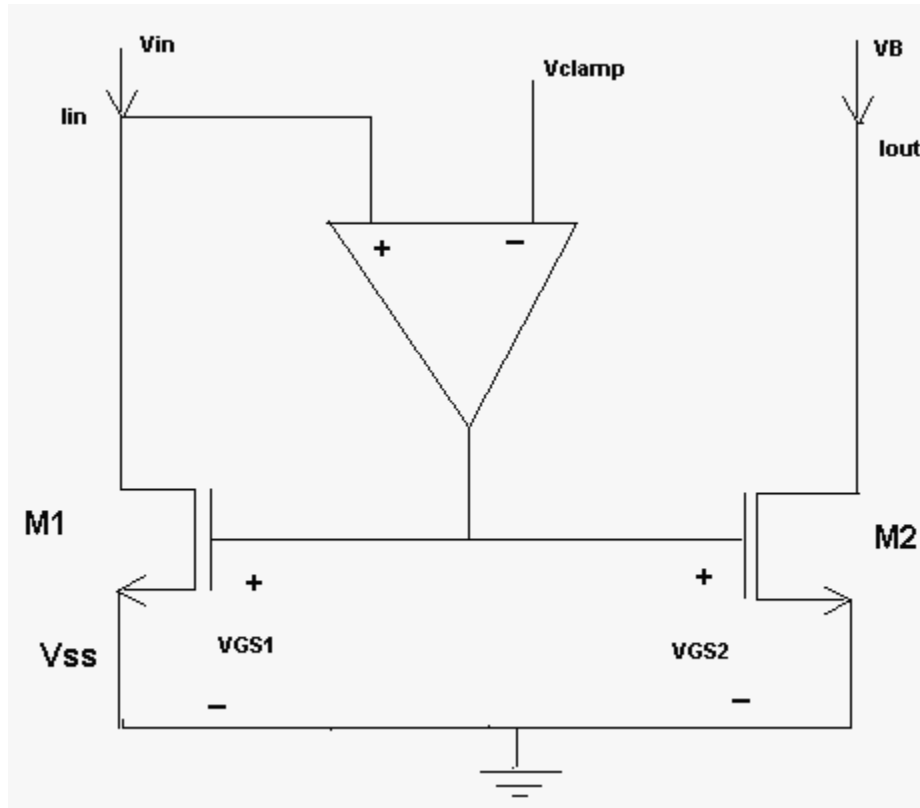 Vin
VB
Vclamp
Iin
Iout
+
−
M1
M2
+
+
VGS1
VGS2
Vss
−
−